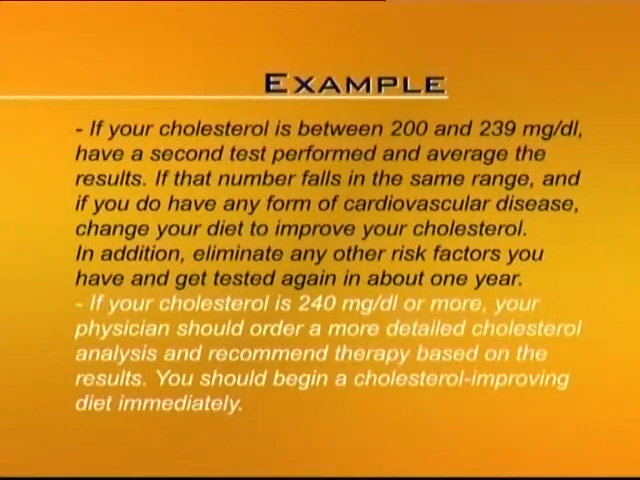 EXAMPLE
- If your cholesterol is between 200 and 239 mg/dl,
have a second test performed and average the
results. If that number falls in the same range, and
if you do have any form of cardiovascular disease,
change your diet to improve your cholesterol.
In addition, eliminate any other risk factors you
have and get tested again in about one year.
- If your cholesterol is 240 mg/dl or more, your
physician should order a more detailed cholesterol
analysis and recommend therapy based on the
results. You should begin a cholesterol-improving
diet immediately.